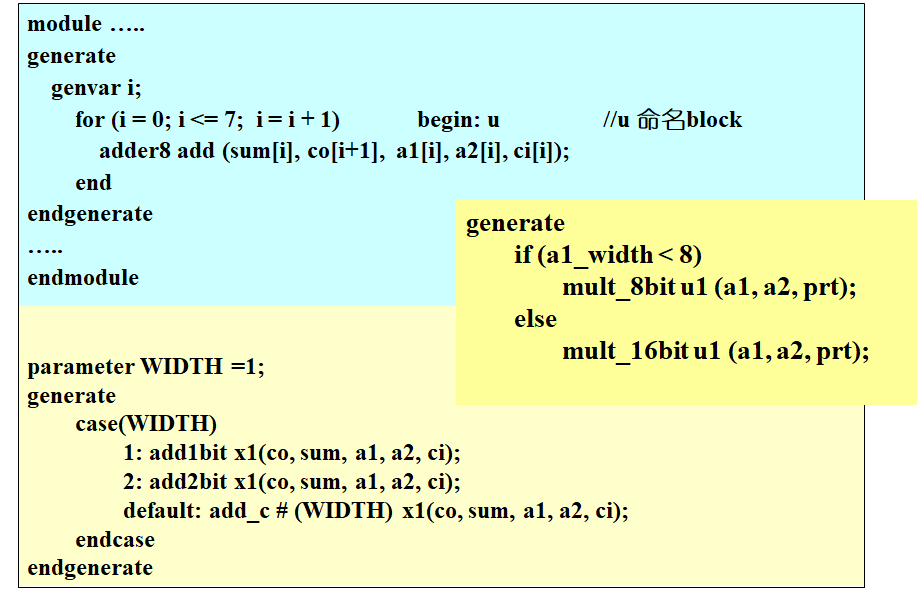 module …..
generate
genvar i;
for (i = 0; i <= 7; i = i + 1) begin: u //u 命名block
adder8 add (sum[i], co[i+1], a1[i], a2[i], ci[i]);
end
endgenerate
…..
endmodule
generate
if (a1_width < 8)
mult_8bit u1 (a1, a2, prt);
else
mult_16bit u1 (a1, a2, prt);
parameter WIDTH =1;
generate
case(WIDTH)
1: add1bit x1(co, sum, a1, a2, ci);
2: add2bit x1(co, sum, a1, a2, ci);
default: add_c # (WIDTH) x1(co, sum, a1, a2, ci);
endcase
endgenerate